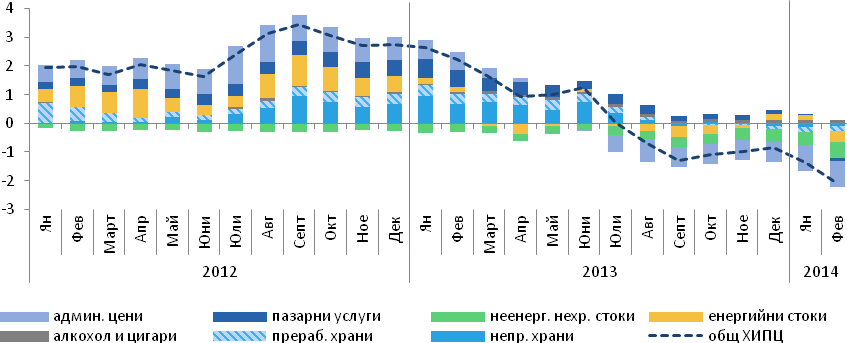 4
3
2
1
0
-1
-2
-3
Ян Фев Март Апр Май Юни Юли Авг Септ Окт Ное Дек Ян Фев Март Апр Май Юни Юли Авг Септ Окт Ное Дек Ян Фев
2012 2013 2014
админ. цени пазарни услуги неенерг. нехр. стоки енергийни стоки
алкохол и цигари прераб. храни непр. храни общ ХИПЦ